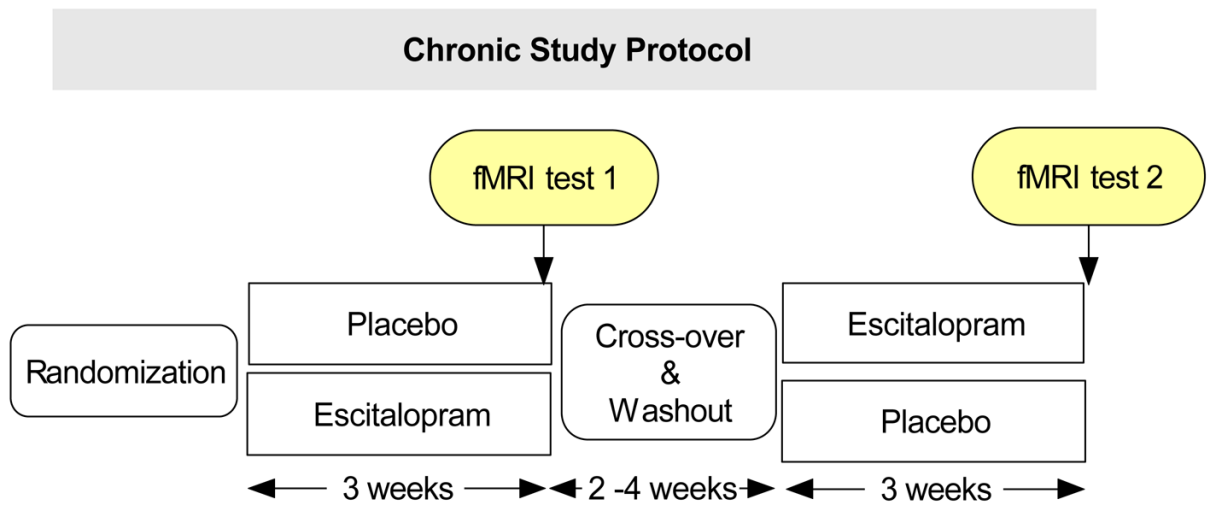 Chronic Study Protocol
fMRI test 1
fMRI test 2
Randomization
Placebo
Escitalopram
Cross-over
&
Washout
Escitalopram
Placebo
3 weeks
2 -4 weeks
3 weeks